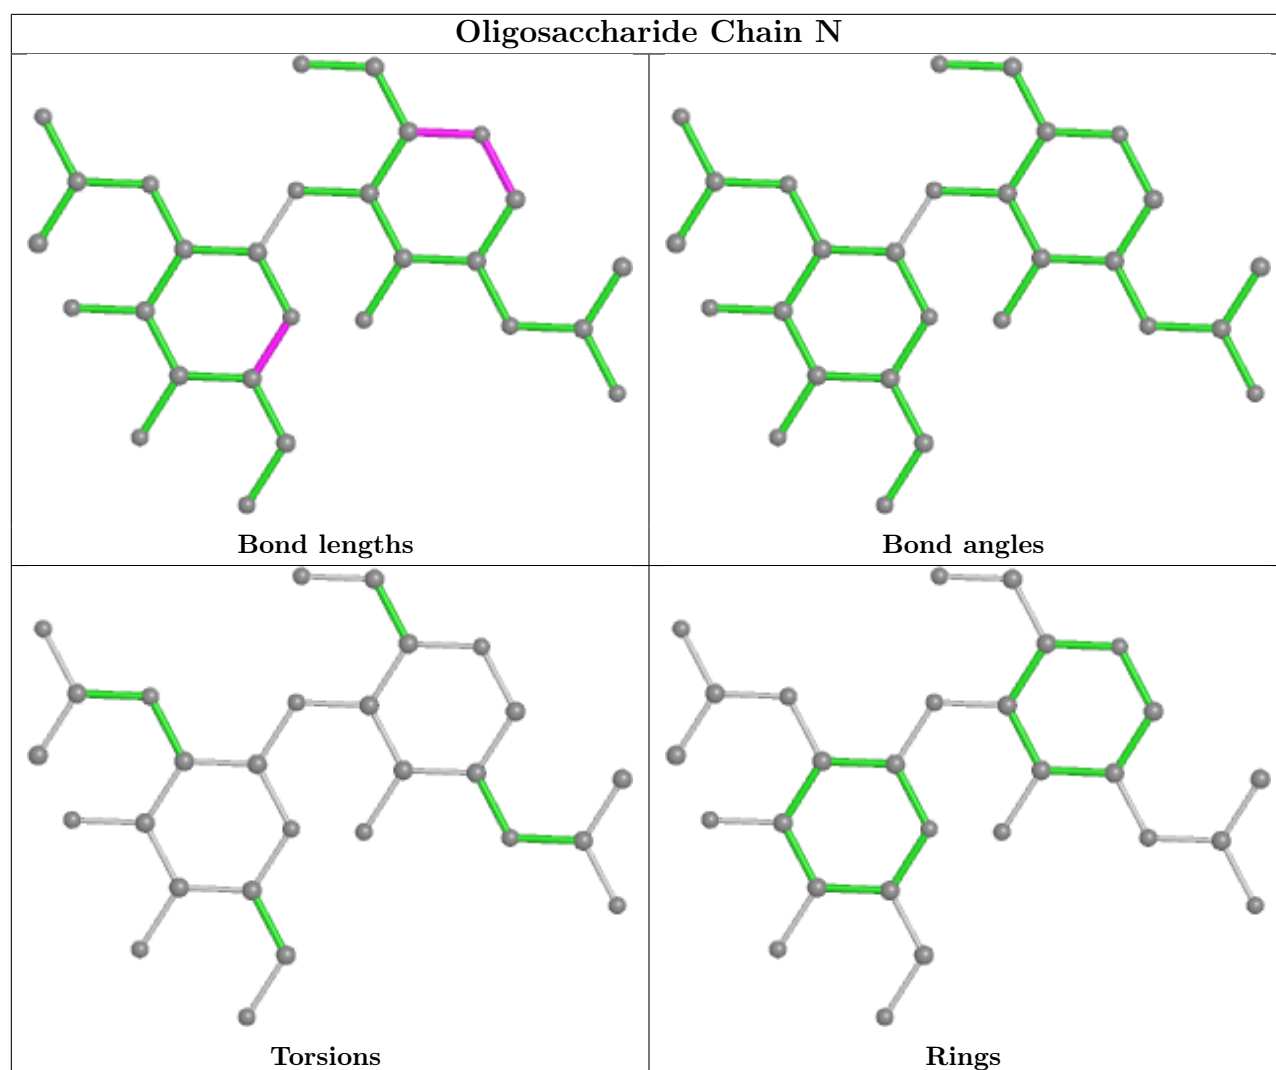 Oligosaccharide Chain N
Bond lengths
Bond angles
Torsions
Rings